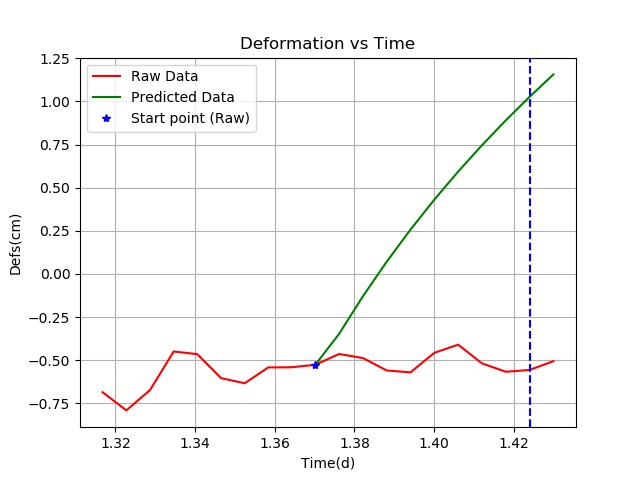 Deformation vs Time
Raw Data
Predicted Data
Start point (Raw)
Defs(cm)
1.25
1.00
0.75
0.50
0.25
0.00
−0.25
−0.50
−0.75
1.32 1.34 1.36 1.38 1.40 1.42
Time(d)